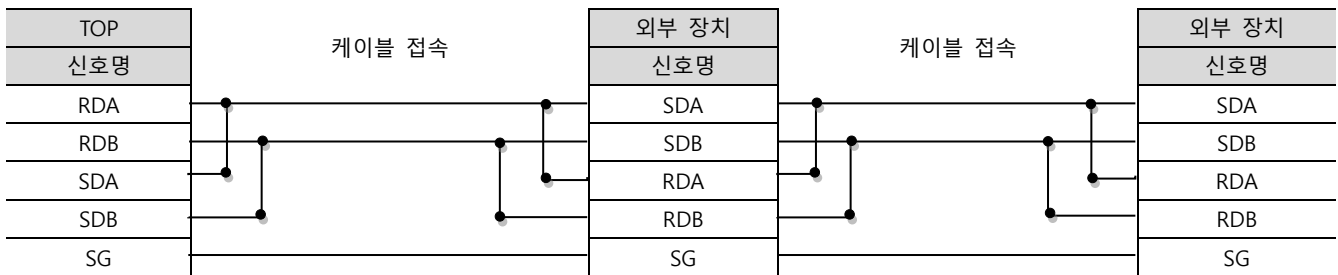 TOP 케이블 접속 외부 장치 케이블 접속 외부 장치
신호명 신호명 신호명
RDA SDA SDA
RDB SDB SDB
SDA RDA RDA
SDB RDB RDB
SG SG SG